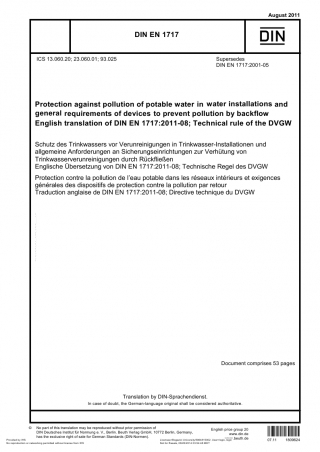 August 2011
DIN EN 1717
DIN
ICS 13.060.20; 23.060.01; 93.025
Supersedes
DIN EN 1717:2001-05
Protection against pollution of potable water in water installations and
general requirements of devices to prevent pollution by backflow
English translation of DIN EN 1717:2011-08; Technical rule of the DVGW
Schutz des Trinkwassers vor Verunreinigungen in Trinkwasser-Installationen und
allgemeine Anforderungen an Sicherungseinrichtungen zur Verhütung von
Trinkwasserverunreinigungen durch Rückfließen
Englische Übersetzung von DIN EN 1717:2011-08; Technische Regel des DVGW
Protection contre la pollution de l'eau potable dans les réseaux intérieurs et exigences
générales des dispositifs de protection contre la pollution par retour
Traduction anglaise de DIN EN 1717:2011-08; Directive technique du DVGW
Document comprises 53 pages
Translation by DIN-Sprachendienst.
In case of doubt, the German-language original shall be considered authoritative.
© No part of this translation may be reproduced without prior permission of
DIN Deutsches Institut für Normung e. V., Berlin. Beuth Verlag GmbH, 10772 Berlin, Germany,
has the exclusive right of sale for German Standards (DIN-Normen).
English price group 20
www.din.de
www.beuth.de
07.11